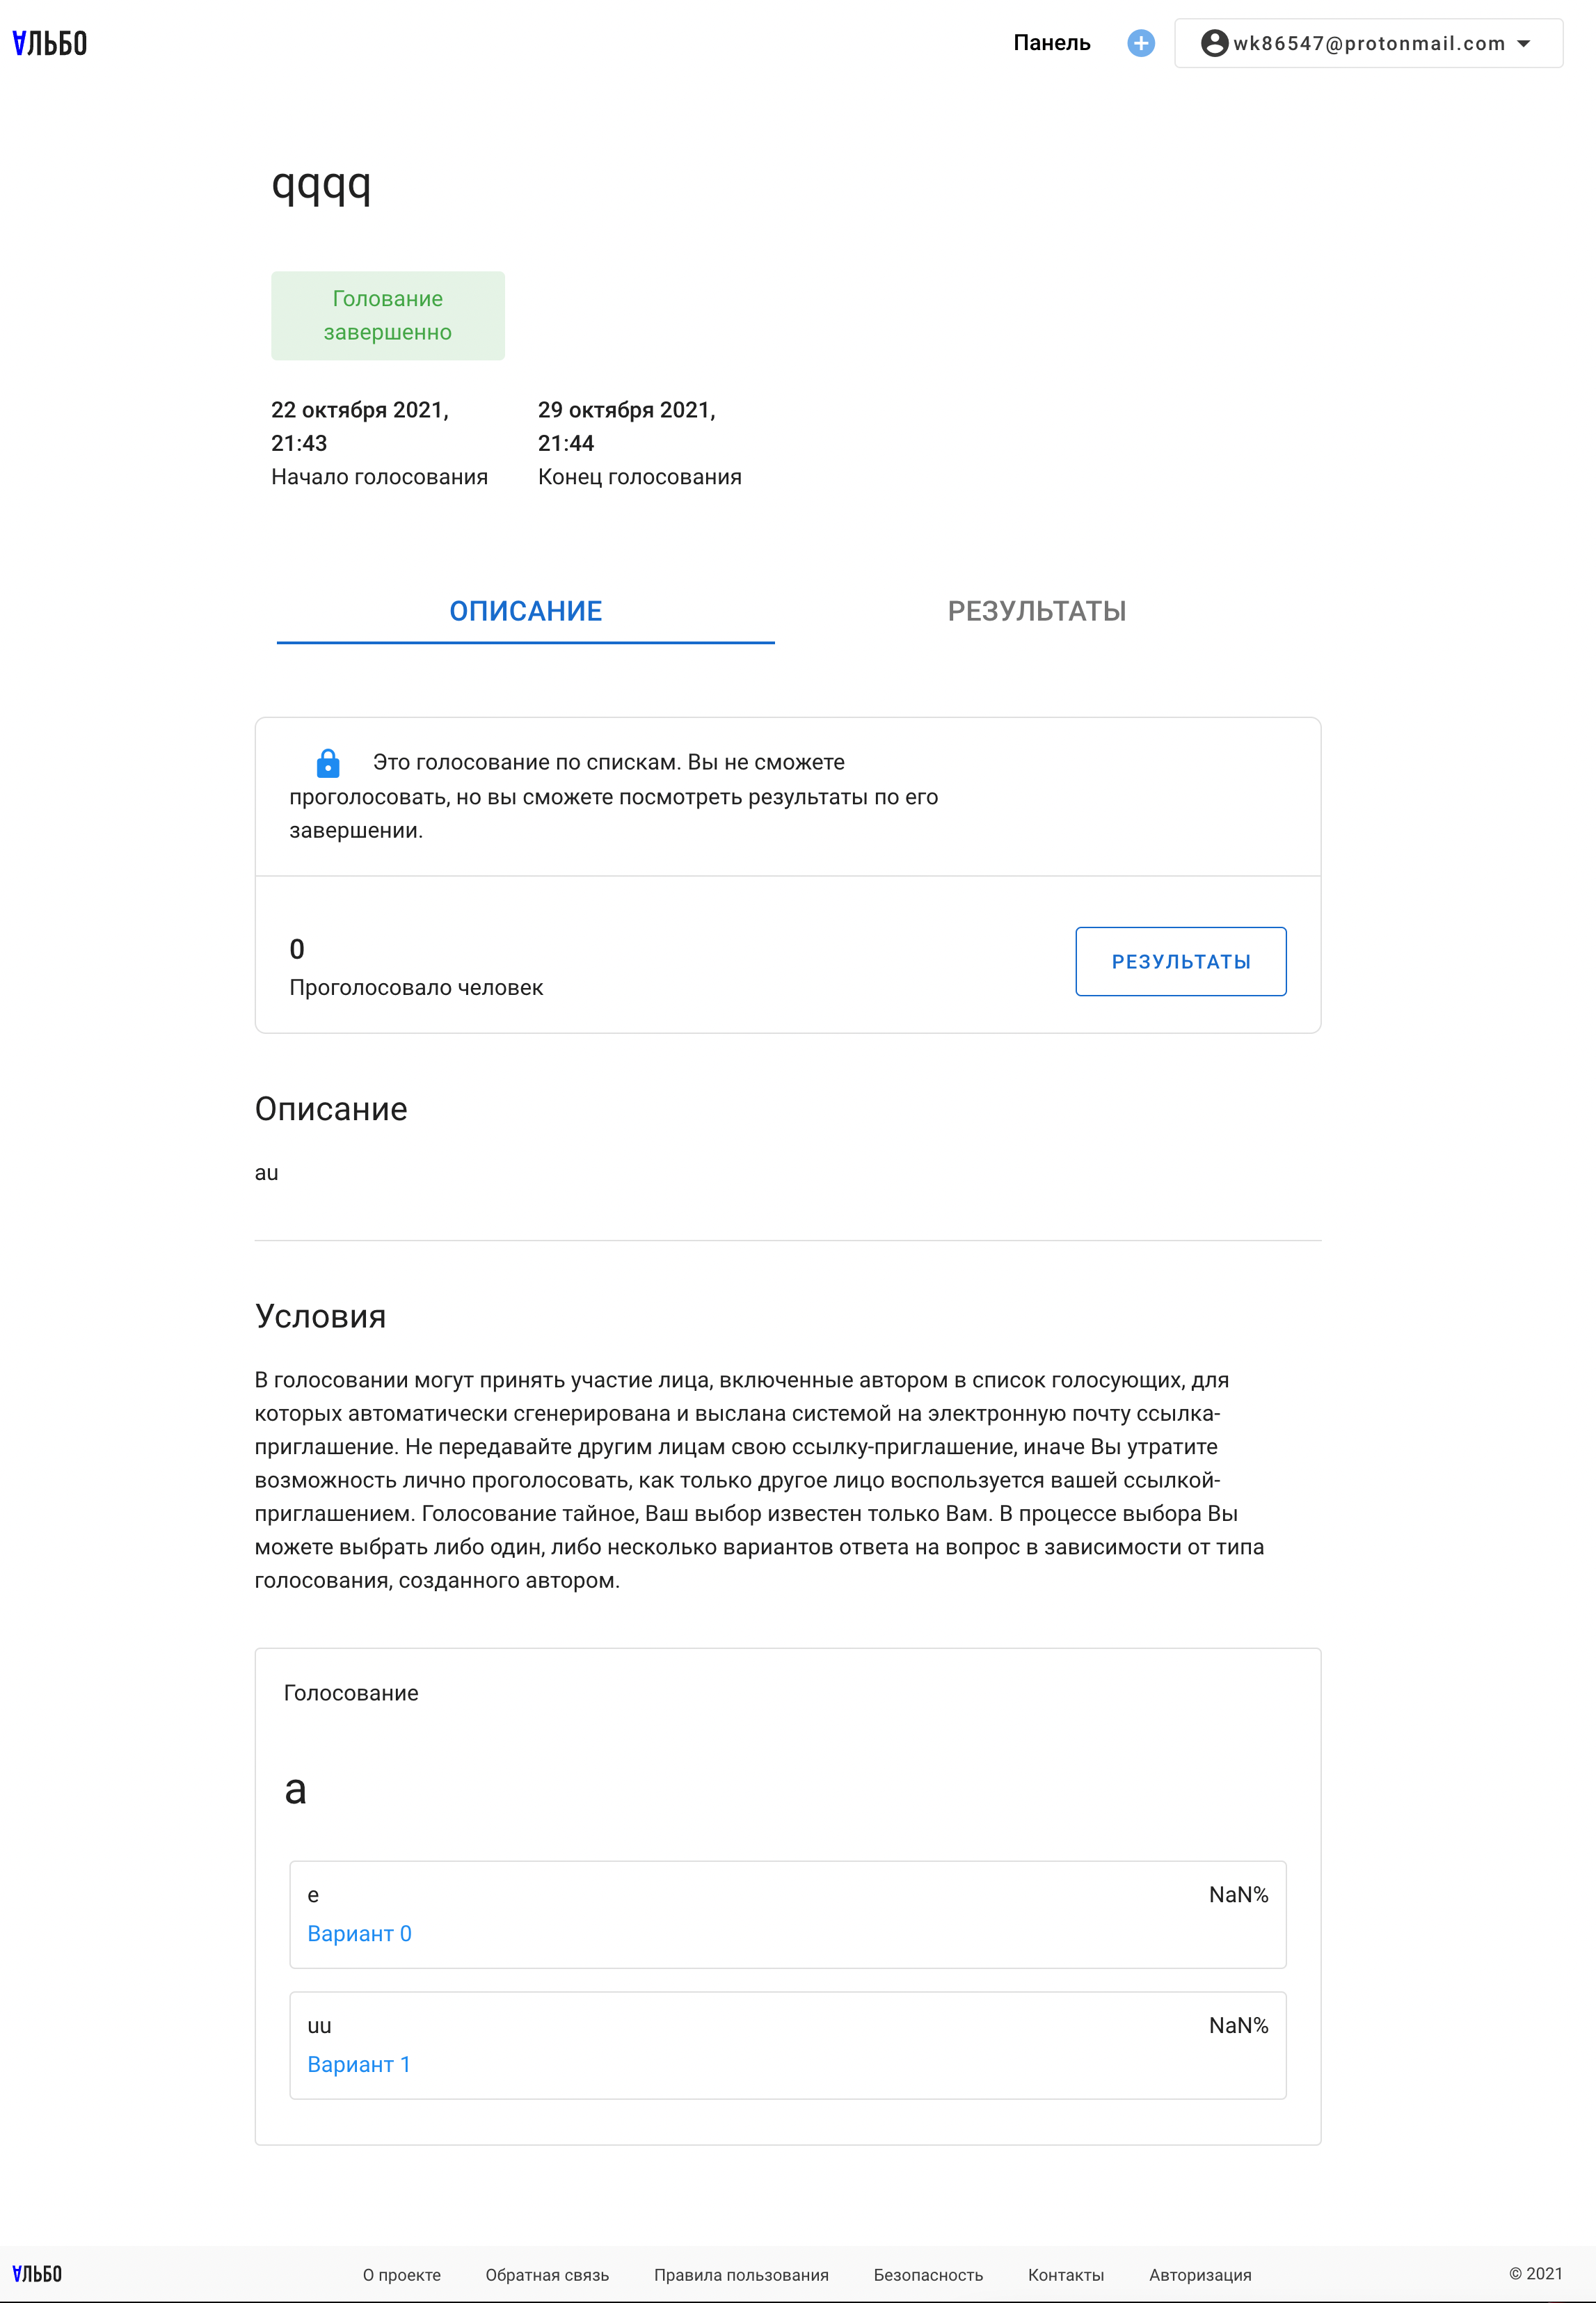 ∀ЛЬБО
Панель
wk86547@protonmail.com
qqqq
Голование
завершенно
22 октября 2021,
21:43
Начало голосования
29 октября 2021,
21:44
Конец голосования
ОПИСАНИЕ
РЕЗУЛЬТАТЫ
Это голосование по спискам. Вы не сможете
проголосовать, но вы сможете посмотреть результаты по его
завершении.
0
Проголосовало человек
РЕЗУЛЬТАТЫ
Описание
au
Условия
В голосовании могут принять участие лица, включенные автором в список голосующих, для
которых автоматически сгенерирована и выслана системой на электронную почту ссылка-
приглашение. Не передавайте другим лицам свою ссылку-приглашение, иначе Вы утратите
возможность лично проголосовать, как только другое лицо воспользуется вашей ссылкой-
приглашением. Голосование тайное, Ваш выбор известен только Вам. В процессе выбора Вы
можете выбрать либо один, либо несколько вариантов ответа на вопрос в зависимости от типа
голосования, созданного автором.
Голосование
a
e
NaN%
Вариант 0
uu
NaN%
Вариант 1
∀ЛЬБО
О проекте
Обратная связь
Правила пользования
Безопасность
Контакты
Авторизация
© 2021